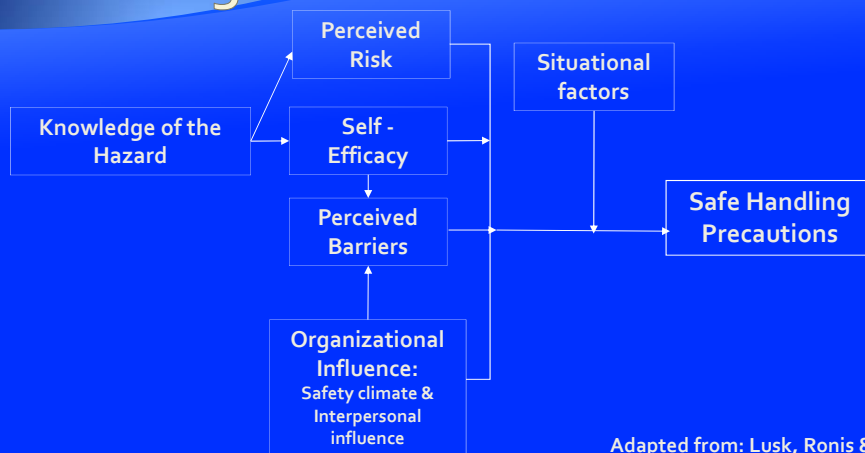 Perceived
Risk
Situational
factors
Knowledge of the
Hazard
Self -
Efficacy
Perceived
Barriers
Safe Handling
Precautions
Organizational
Influence:
Safety climate &
Interpersonal
influence
Adapted from: Lusk, Ronis &